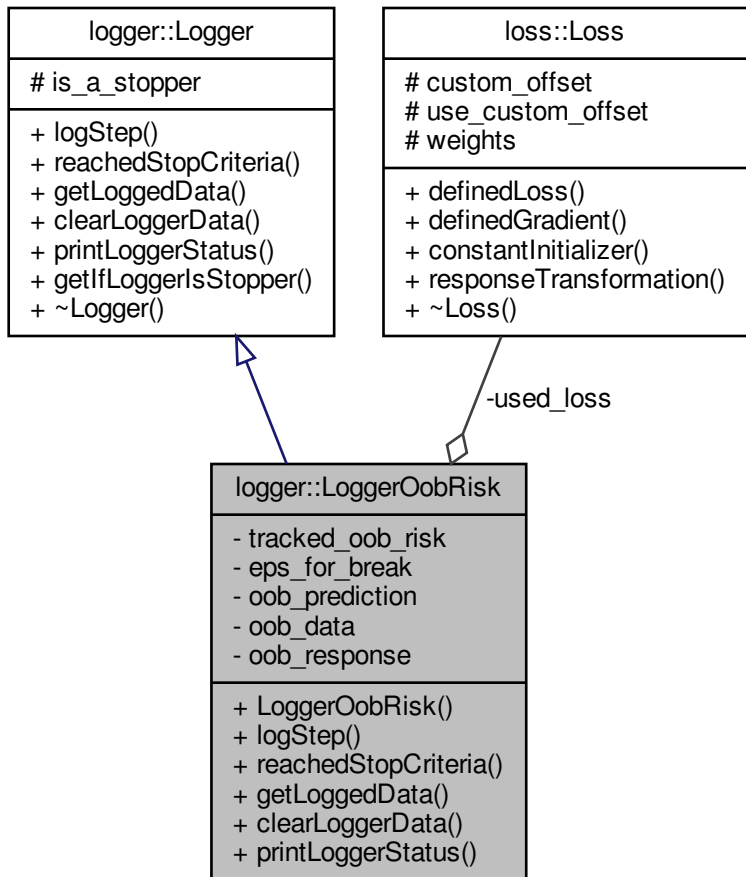 logger::Logger
# is_a_stopper
+ logStep()
+ reachedStopCriteria()
+ getLoggedData()
+ clearLoggerData()
+ printLoggerStatus()
+ getIfLoggerIsStopper()
+ ~Logger()
loss::Loss
# custom_offset
# use_custom_offset
# weights
+ definedLoss()
+ definedGradient()
+ constantInitializer()
+ responseTransformation()
+ ~Loss()
-used_loss
logger::LoggerOobRisk
- tracked_oob_risk
- eps_for_break
- oob_prediction
- oob_data
- oob_response
+ LoggerOobRisk()
+ logStep()
+ reachedStopCriteria()
+ getLoggedData()
+ clearLoggerData()
+ printLoggerStatus()